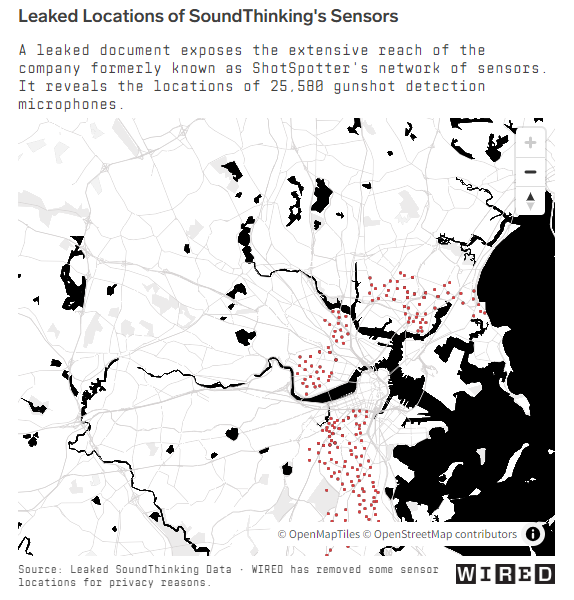 Leaked Locations of SoundThinking's Sensors
A leaked document exposes the extensive reach of the
company formerly known as ShotSpotter's network of sensors.
It reveals the locations of 25,580 gunshot detection
microphones.
© OpenMapTiles © OpenStreetMap contributors
Source: Leaked SoundThinking Data · WIRED has removed some sensor
locations for privacy reasons.
WIRED